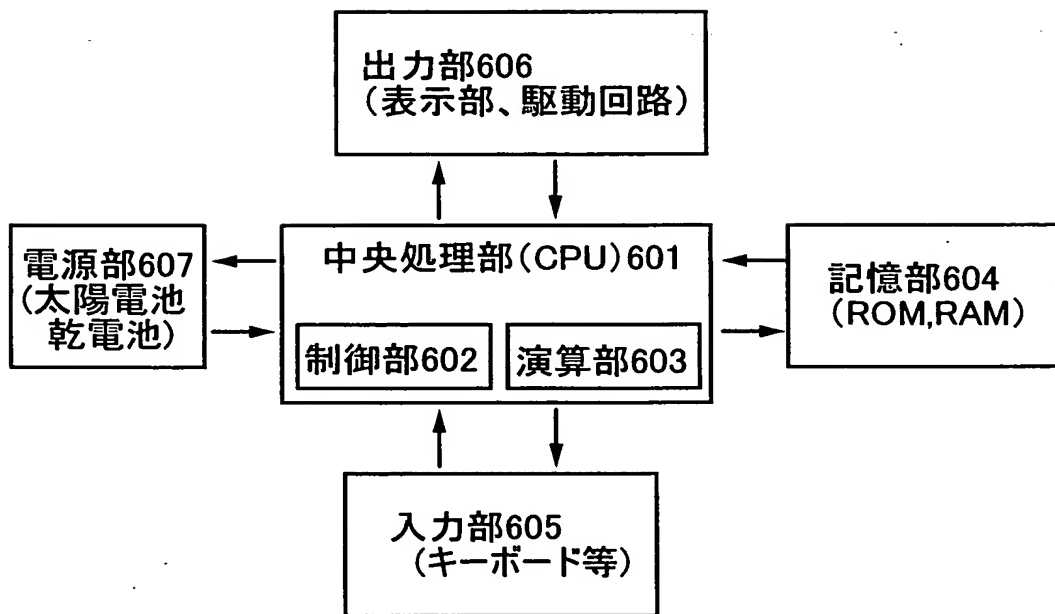 出力部606
(表示部、駆動回路)
電源部607
(太陽電池
乾電池)
中央処理部(CPU)601
制御部602
演算部603
記憶部604
(ROM,RAM)
入力部605
(キーボード等)